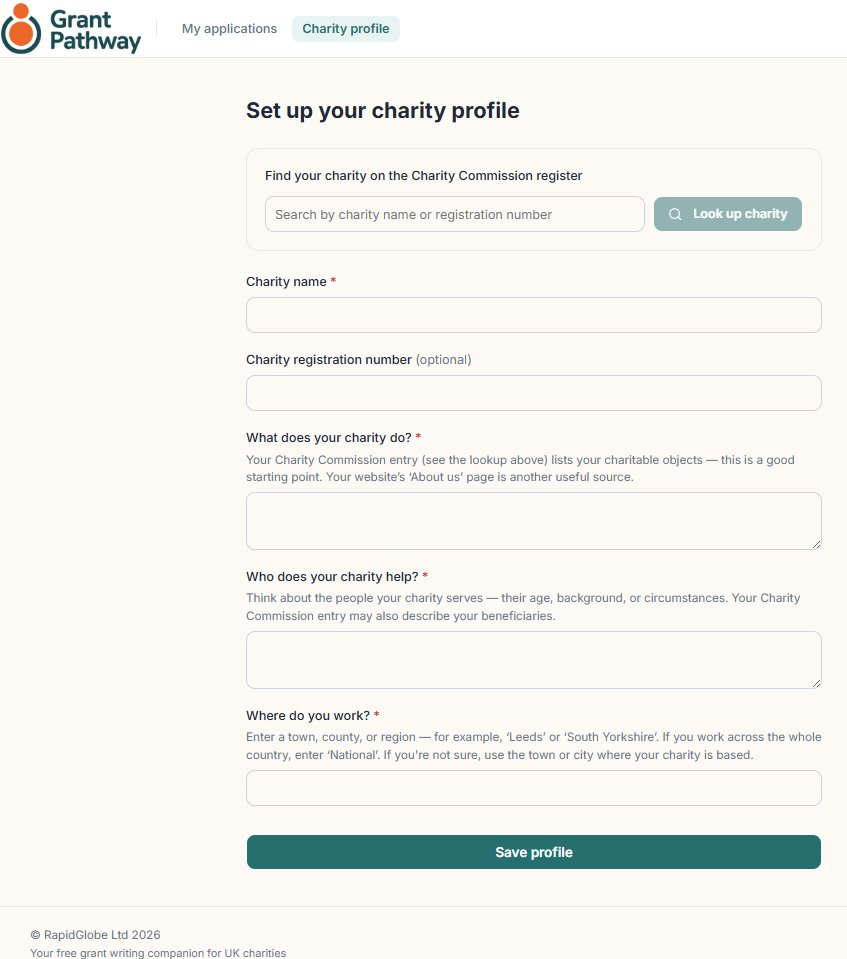 Grant
Pathway
My applications
Charity profile
Set up your charity profile
Find your charity on the Charity Commission register
Search by charity name or registration number
Look up charity
Charity name *
Charity registration number (optional)
What does your charity do? *
Your Charity Commission entry (see the lookup above) lists your charitable objects — this is a good
starting point. Your website’s ‘About us’ page is another useful source.
Who does your charity help? *
Think about the people your charity serves — their age, background, or circumstances. Your Charity
Commission entry may also describe your beneficiaries.
Where do you work? *
Enter a town, county, or region — for example, ‘Leeds’ or ‘South Yorkshire’. If you work across the whole
country, enter ‘National’. If you're not sure, use the town or city where your charity is based.
Save profile
© RapidGlobe Ltd 2026
Your free grant writing companion for UK charities